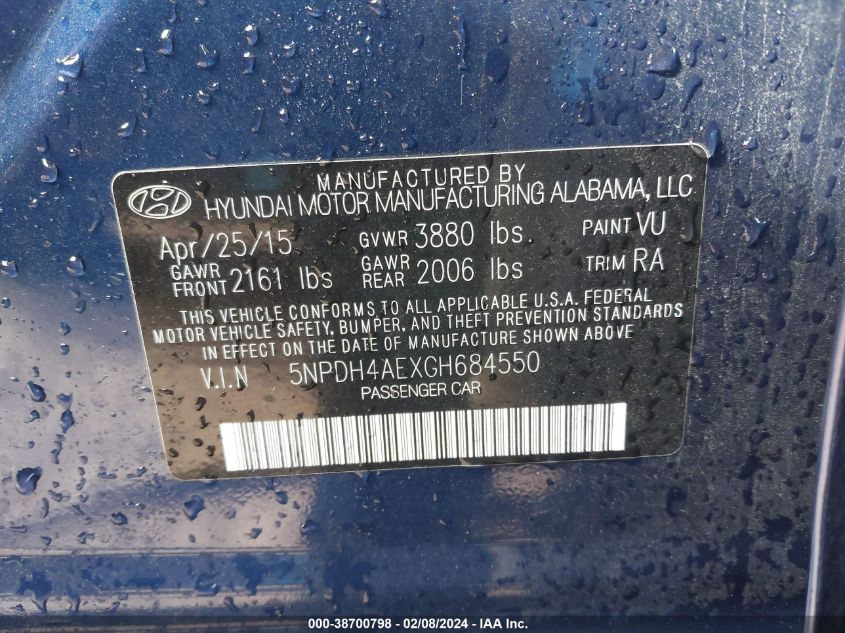 MANUFACTURED BY
HYUNDAI MOTOR MANUFACTURING ALABAMA, LLC
Apr/25/15 GVWR 3880 lbs PAINT VU
GAWR FRONT 2161 lbs GAWR REAR 2006 lbs TRIM RA
THIS VEHICLE CONFORMS TO ALL APPLICABLE U.S.A. FEDERAL
MOTOR VEHICLE SAFETY, BUMPER, AND THEFT PREVENTION STANDARDS
IN EFFECT ON THE DATE OF MANUFACTURE SHOWN ABOVE
V.I.N 5NPDH4AEXGH684550
PASSENGER CAR
000-38700798 - 02/08/2024 - IAA Inc.